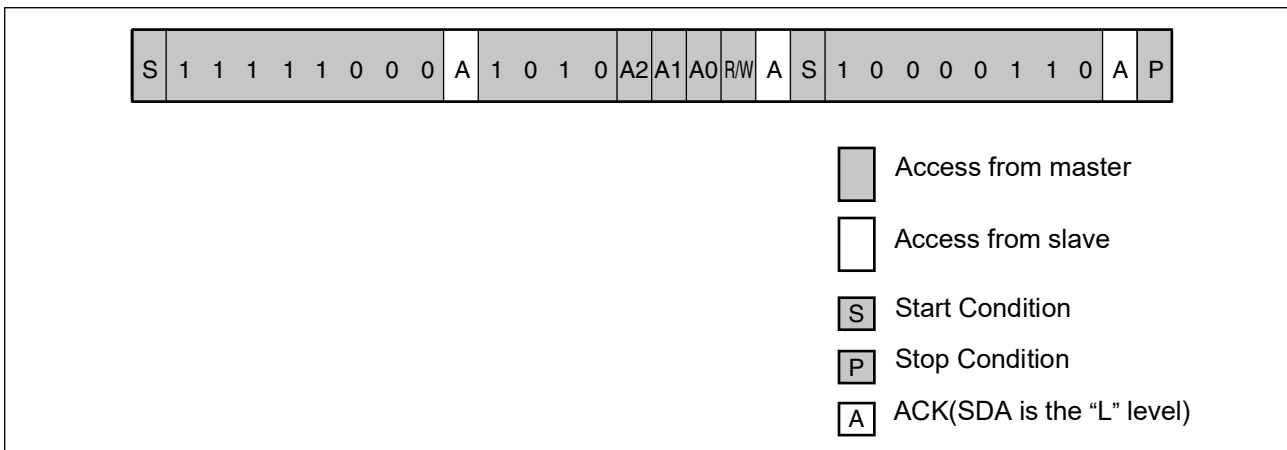 S 1 1 1 1 1 0 0 0 A 1 0 1 0 A2 A1 A0 R/W A S 1 0 0 0 0 1 1 0 A P
Access from master
Access from slave
S Start Condition
P Stop Condition
A ACK(SDA is the “L” level)